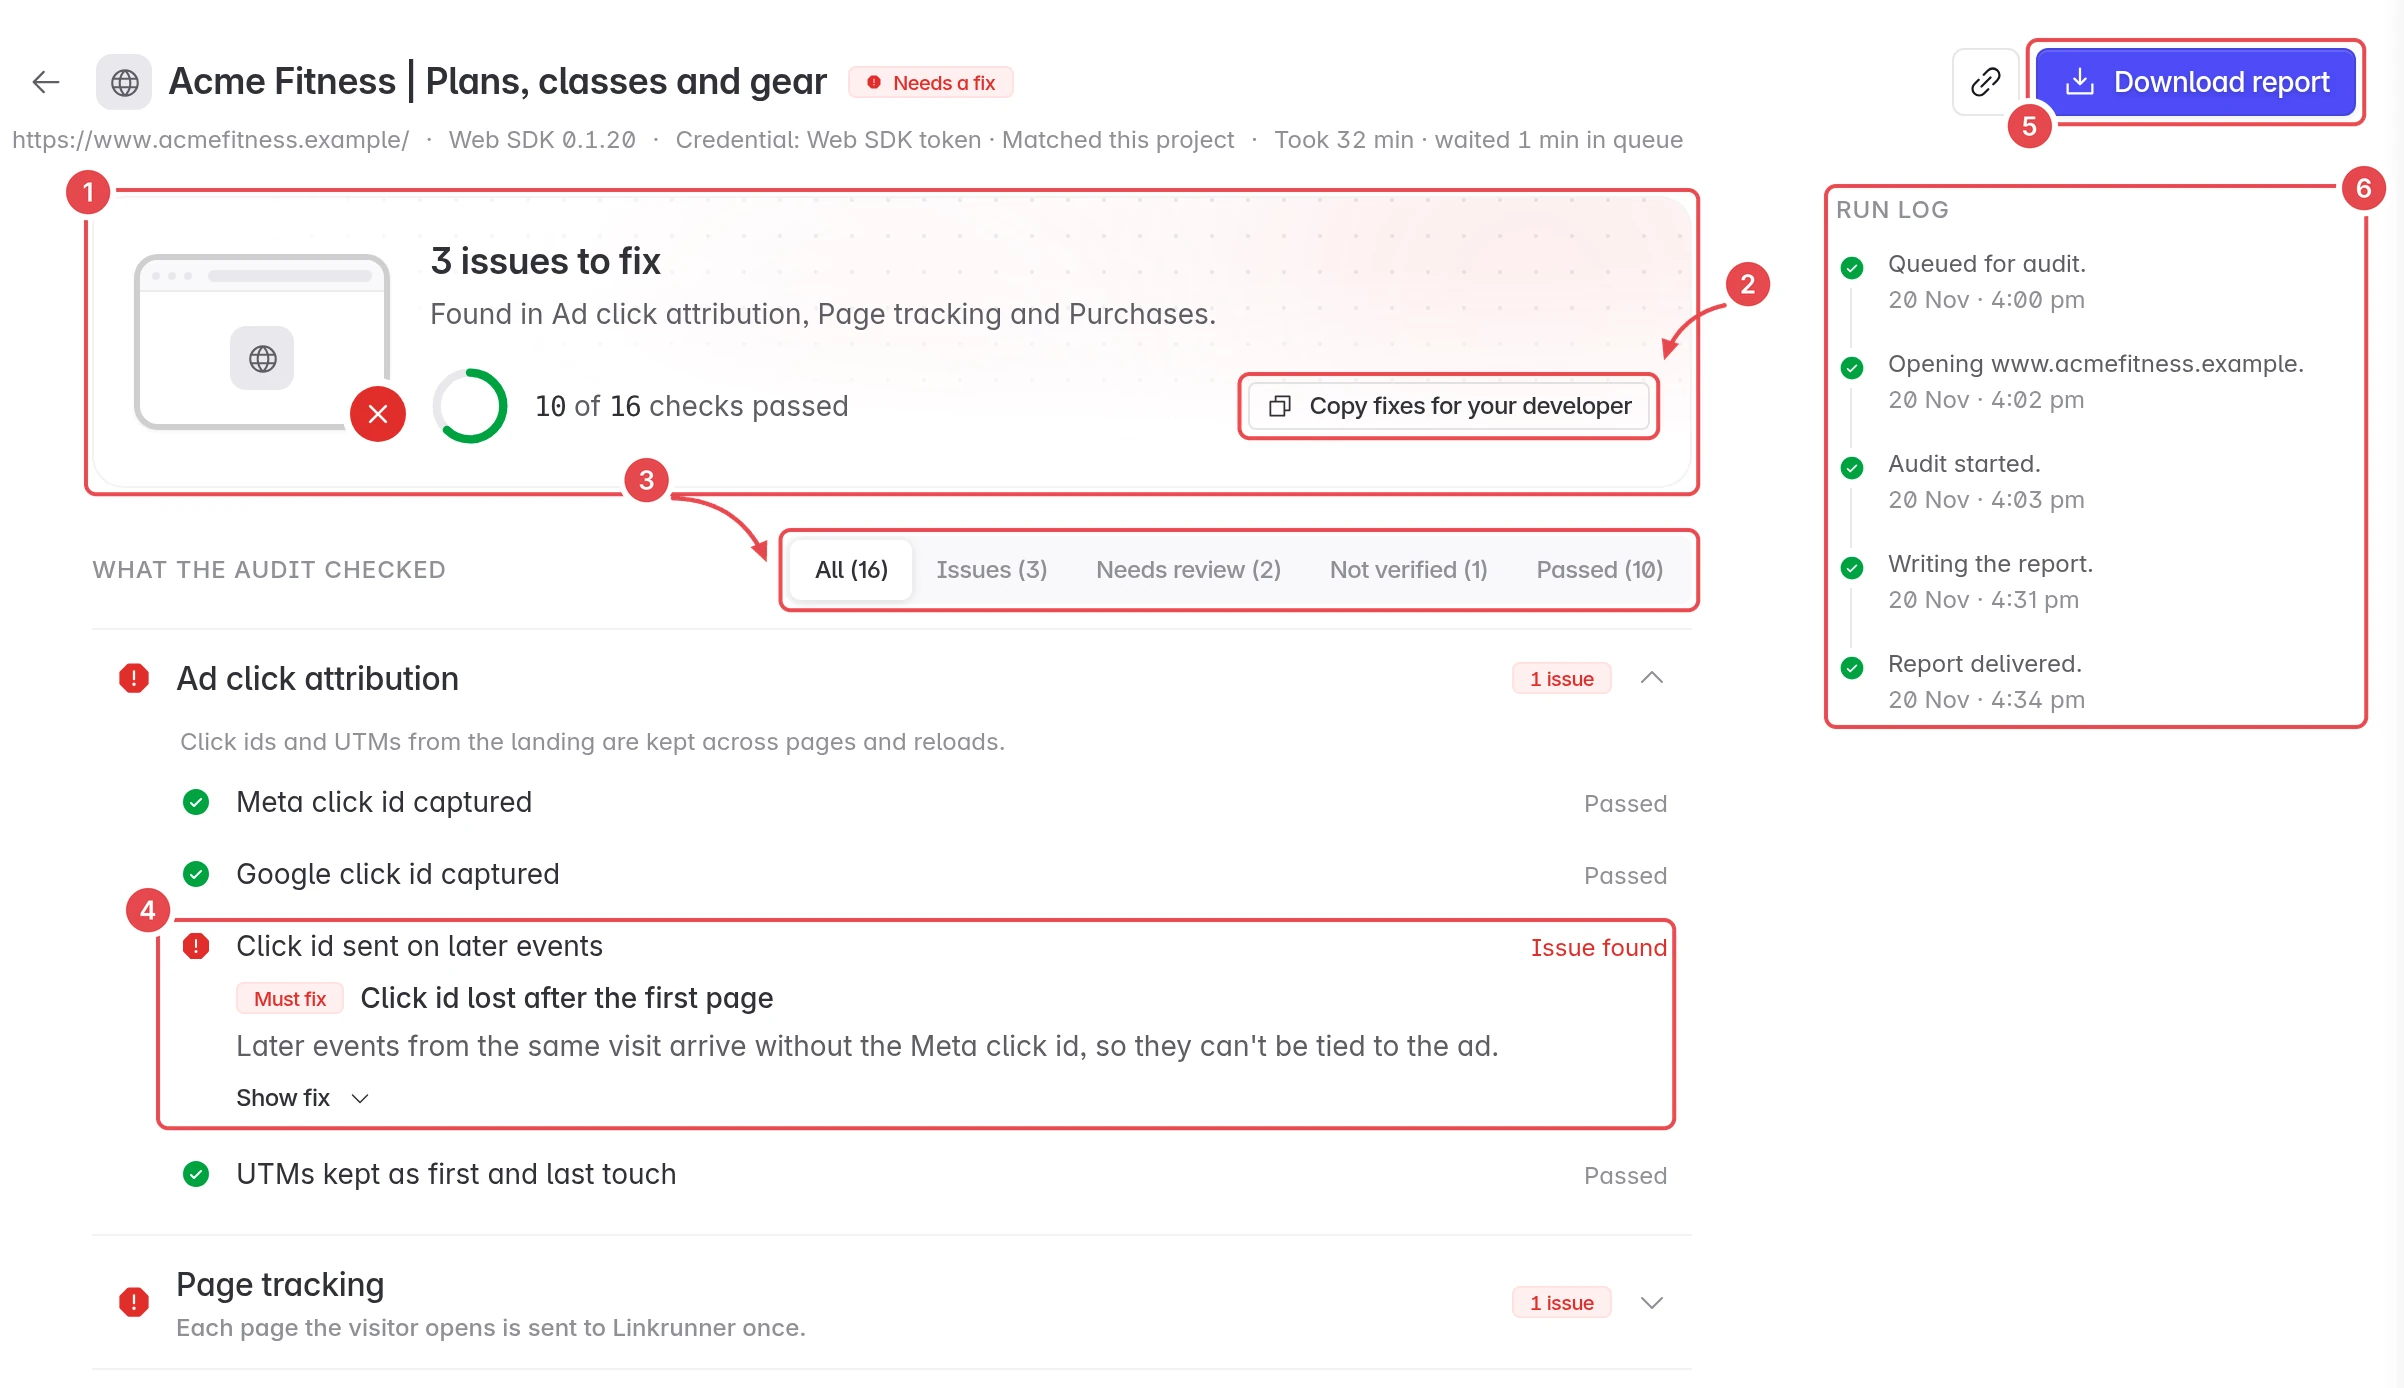 Acme Fitness | Plans, classes and gear
Needs a fix
Download report
5
https://www.acmefitness.example/ · Web SDK 0.1.20 · Credential: Web SDK token · Matched this project · Took 32 min · waited 1 min in queue
1
3 issues to fix
Found in Ad click attribution, Page tracking and Purchases.
10 of 16 checks passed
2
Copy fixes for your developer
3
WHAT THE AUDIT CHECKED
All (16)
Issues (3)
Needs review (2)
Not verified (1)
Passed (10)
Ad click attribution
1 issue
Click ids and UTMs from the landing are kept across pages and reloads.
Meta click id captured
Passed
Google click id captured
Passed
4
Click id sent on later events
Issue found
Must fix
Click id lost after the first page
Later events from the same visit arrive without the Meta click id, so they can't be tied to the ad.
Show fix
UTMs kept as first and last touch
Passed
Page tracking
1 issue
Each page the visitor opens is sent to Linkrunner once.
6
RUN LOG
Queued for audit.
20 Nov · 4:00 pm
Opening www.acmefitness.example.
20 Nov · 4:02 pm
Audit started.
20 Nov · 4:03 pm
Writing the report.
20 Nov · 4:31 pm
Report delivered.
20 Nov · 4:34 pm